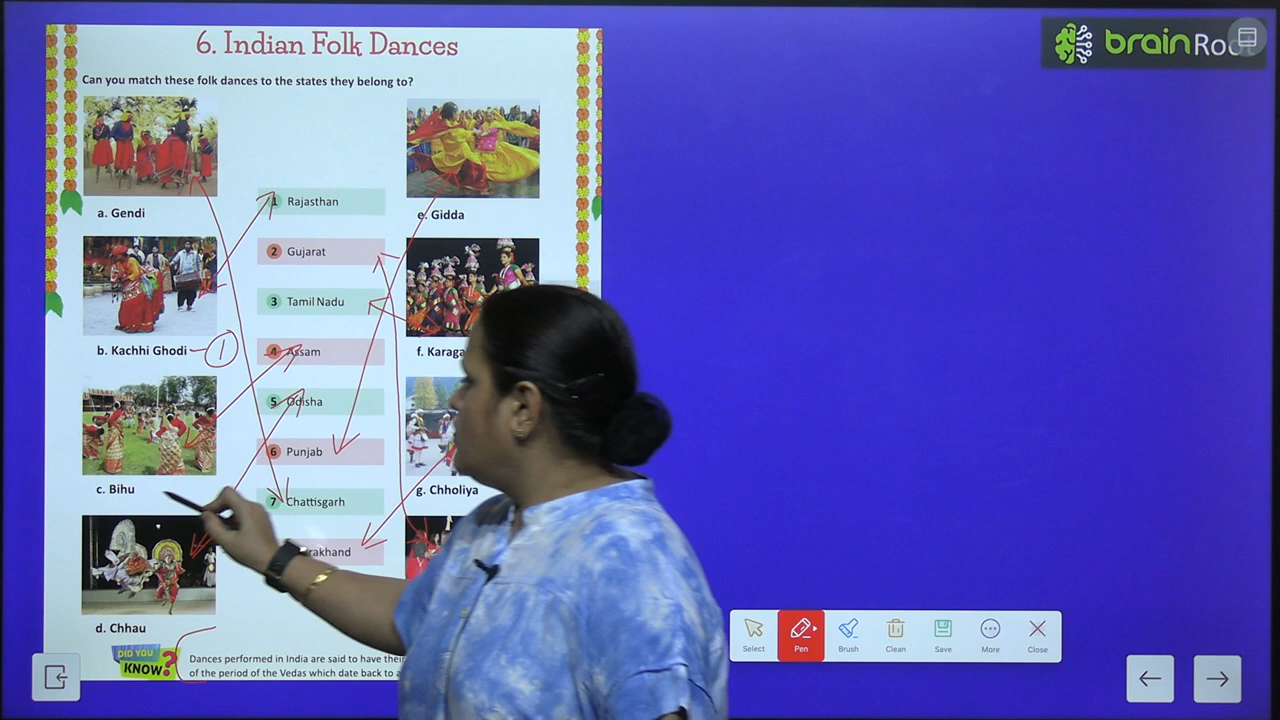 6. Indian Folk Dances
brainRoot
Can you match these folk dances to the states they belong to?
a. Gendi
e. Gidda
1 Rajasthan
2 Gujarat
3 Tamil Nadu
b. Kachhi Ghodi
1
f. Karaga
4 Assam
5 Odisha
6 Punjab
c. Bihu
g. Chholiya
7 Chattisgarh
rakhand
d. Chhau
DID YOU KNOW?
Dances performed in India are said to have their
of the period of the Vedas which date back to
Select
Pen
Brush
Clean
Save
More
Close